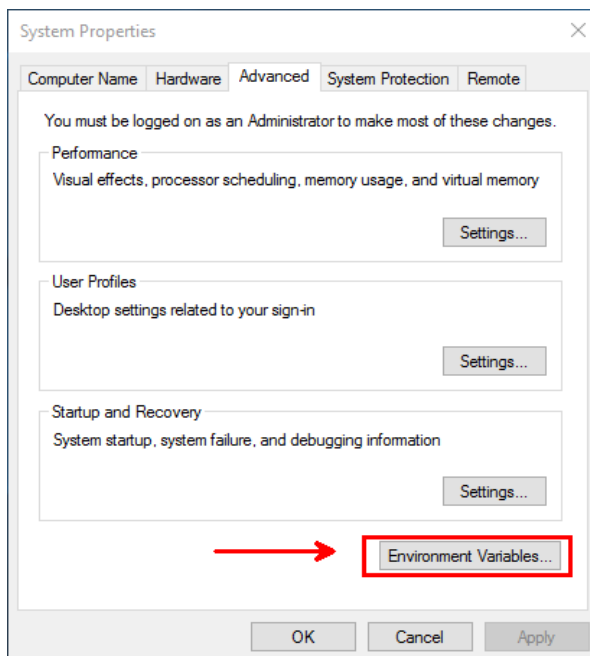 System Properties
Computer Name Hardware Advanced System Protection Remote
You must be logged on as an Administrator to make most of these changes.
Performance
Visual effects, processor scheduling, memory usage, and virtual memory
Settings...
User Profiles
Desktop settings related to your sign-in
Settings...
Startup and Recovery
System startup, system failure, and debugging information
Settings...
Environment Variables...
OK Cancel Apply